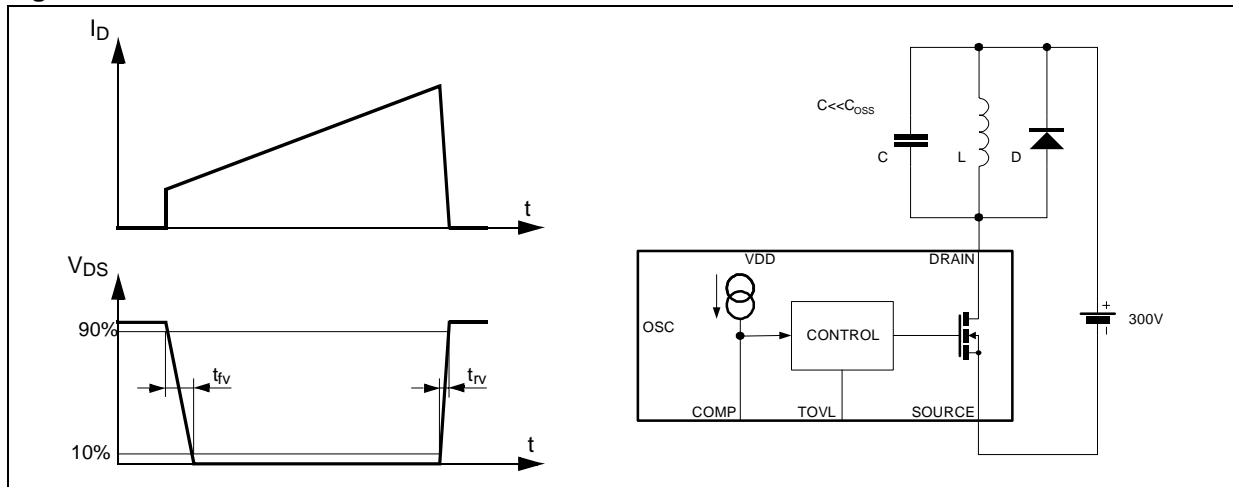 I_D
t
V_DS
90%
t_fv
t_rv
10%
t
C<<C_OSS
C
L
D
VDD
DRAIN
OSC
CONTROL
COMP
TOVL
SOURCE
+
300V
-